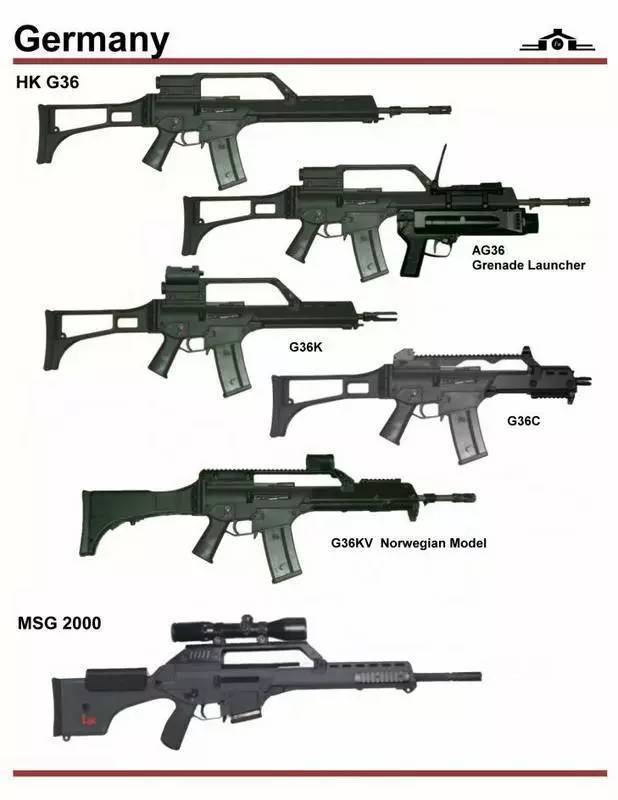 Germany
HK G36
AG36
Grenade Launcher
G36K
G36C
G36KV Norwegian Model
MSG 2000